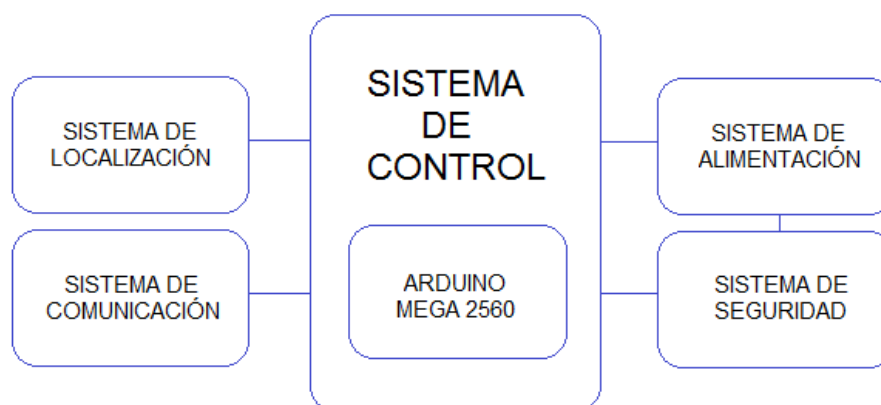 SISTEMA DE
LOCALIZACIÓN
SISTEMA DE
COMUNICACIÓN
SISTEMA
DE
CONTROL
ARDUINO
MEGA 2560
SISTEMA DE
ALIMENTACIÓN
SISTEMA DE
SEGURIDAD